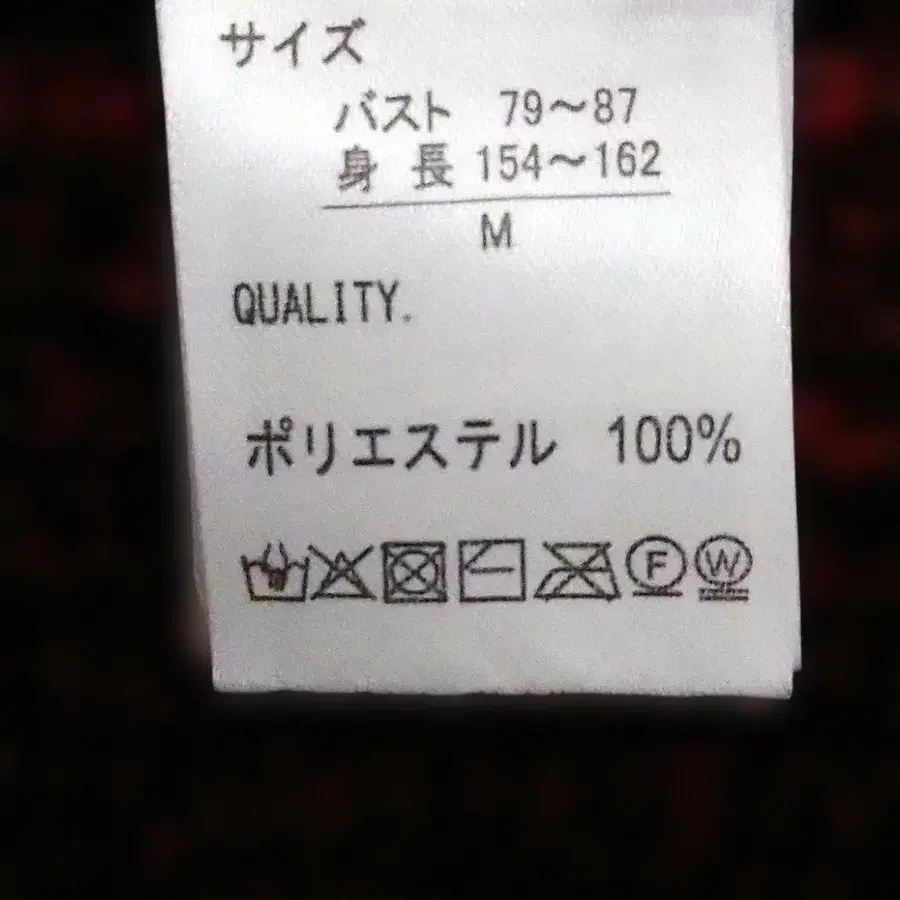 サイズ
バスト 79～87
身 長 154～162
M
QUALITY.
ポリエステル 100%
F W